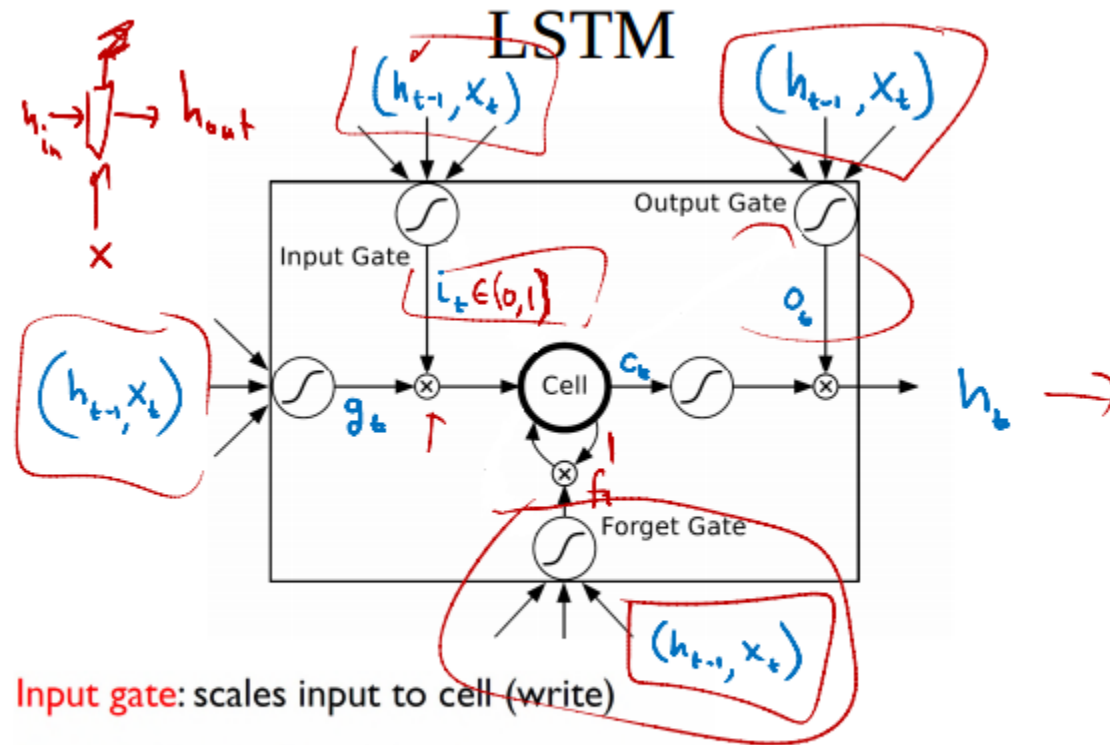 LSTM
h_in → h_out
x
(h_{t-1}, x_t)
(h_{t-1}, x_t)
Output Gate
Input Gate
i_t ∈ (0,1)
o_t
(h_{t-1}, x_t)
g_t
Cell
c_t
h_t
f_t
Forget Gate
(h_{t-1}, x_t)
Input gate: scales input to cell (write)